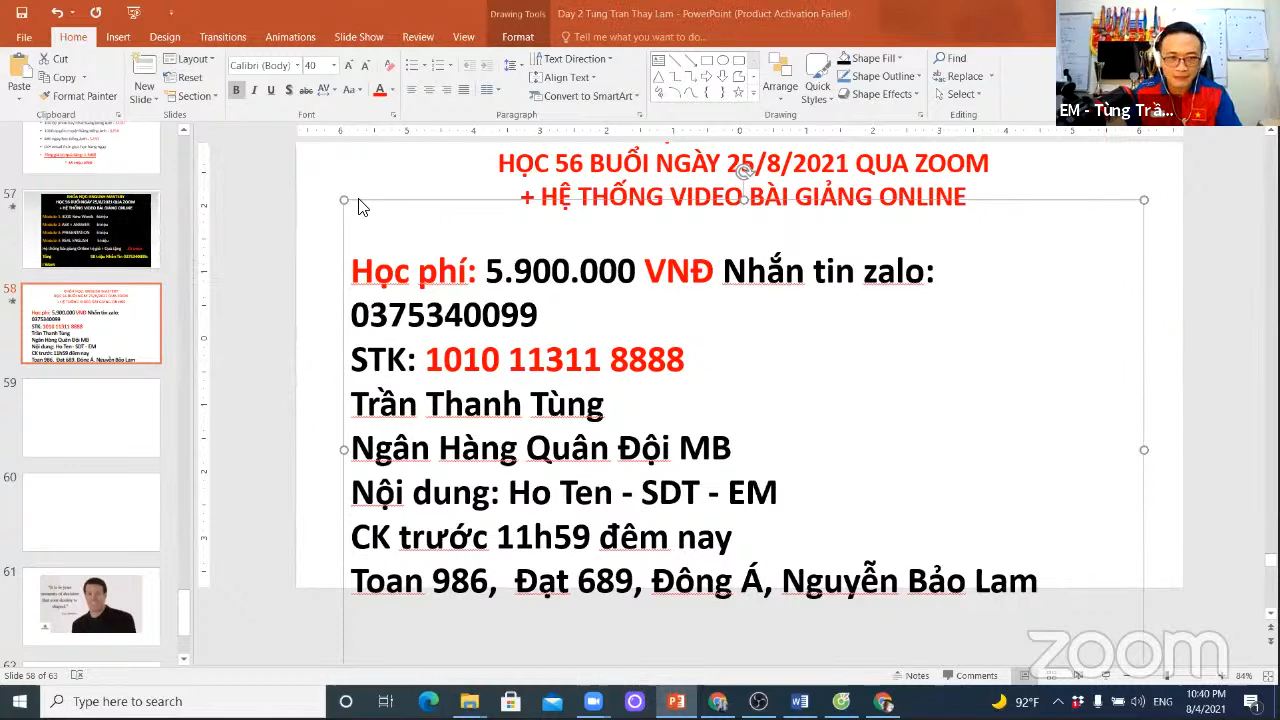 Drawing Tools
Day 2 Tung Tran Thay Lam - PowerPoint (Product Activation Failed)
File
Home
Insert
Design
Transitions
Animations
Slide Show
Review
View
Format
Tell me what you want to do...
Paste
Cut
Copy
Format Painter
Clipboard
New
Slides
Layout
Reset
Section
Calibri (Body)
40
Font
Text Direction
Align Text
Convert to SmartArt
Paragraph
Arrange
Quick
Styles
Shape Fill
Shape Outline
Shape Effects
Drawing
Find
Replace
Select
Editing
EM - Tùng Trầ...
HỌC 56 BUỔI NGÀY 25/8/2021 QUA ZOOM
+ HỆ THỐNG VIDEO BÀI GIẢNG ONLINE
Học phí: 5.900.000 VNĐ Nhắn tin zalo:
0375340099
STK: 1010 11311 8888
Trần Thanh Tùng
Ngân Hàng Quân Đội MB
Nội dung: Ho Ten - SDT - EM
CK trước 11h59 đêm nay
Toan 986, Đạt 689, Đông Á, Nguyễn Bảo Lam
57
58
59
60
61
zoom
Slide 58 of 63
Notes
Comments
84%
Type here to search
92°F
10:40 PM
8/4/2021